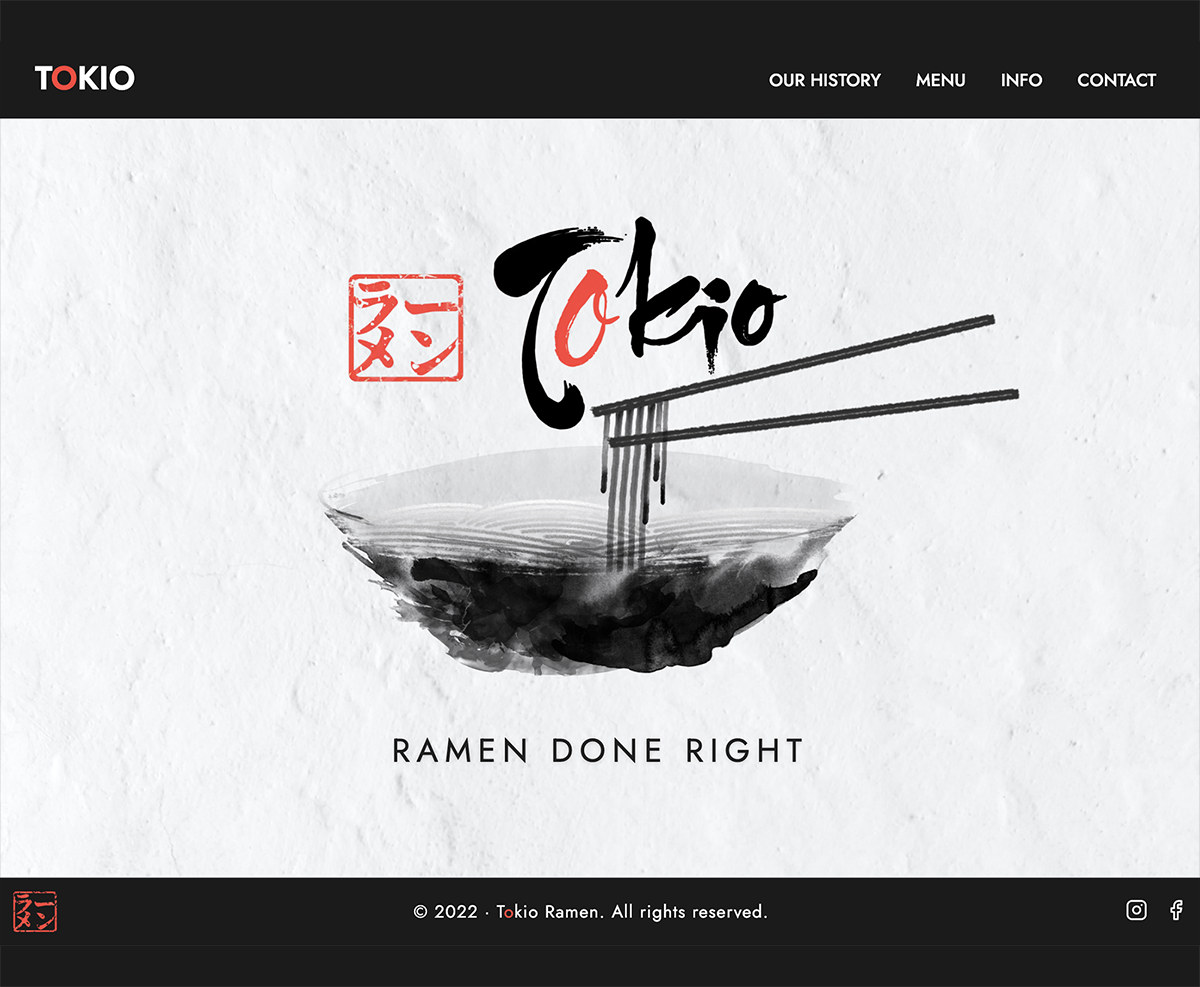 TOKIO
OUR HISTORY MENU INFO CONTACT
Tokio
ラー
メン
RAMEN DONE RIGHT
ラー
メン
© 2022 · Tokio Ramen. All rights reserved.